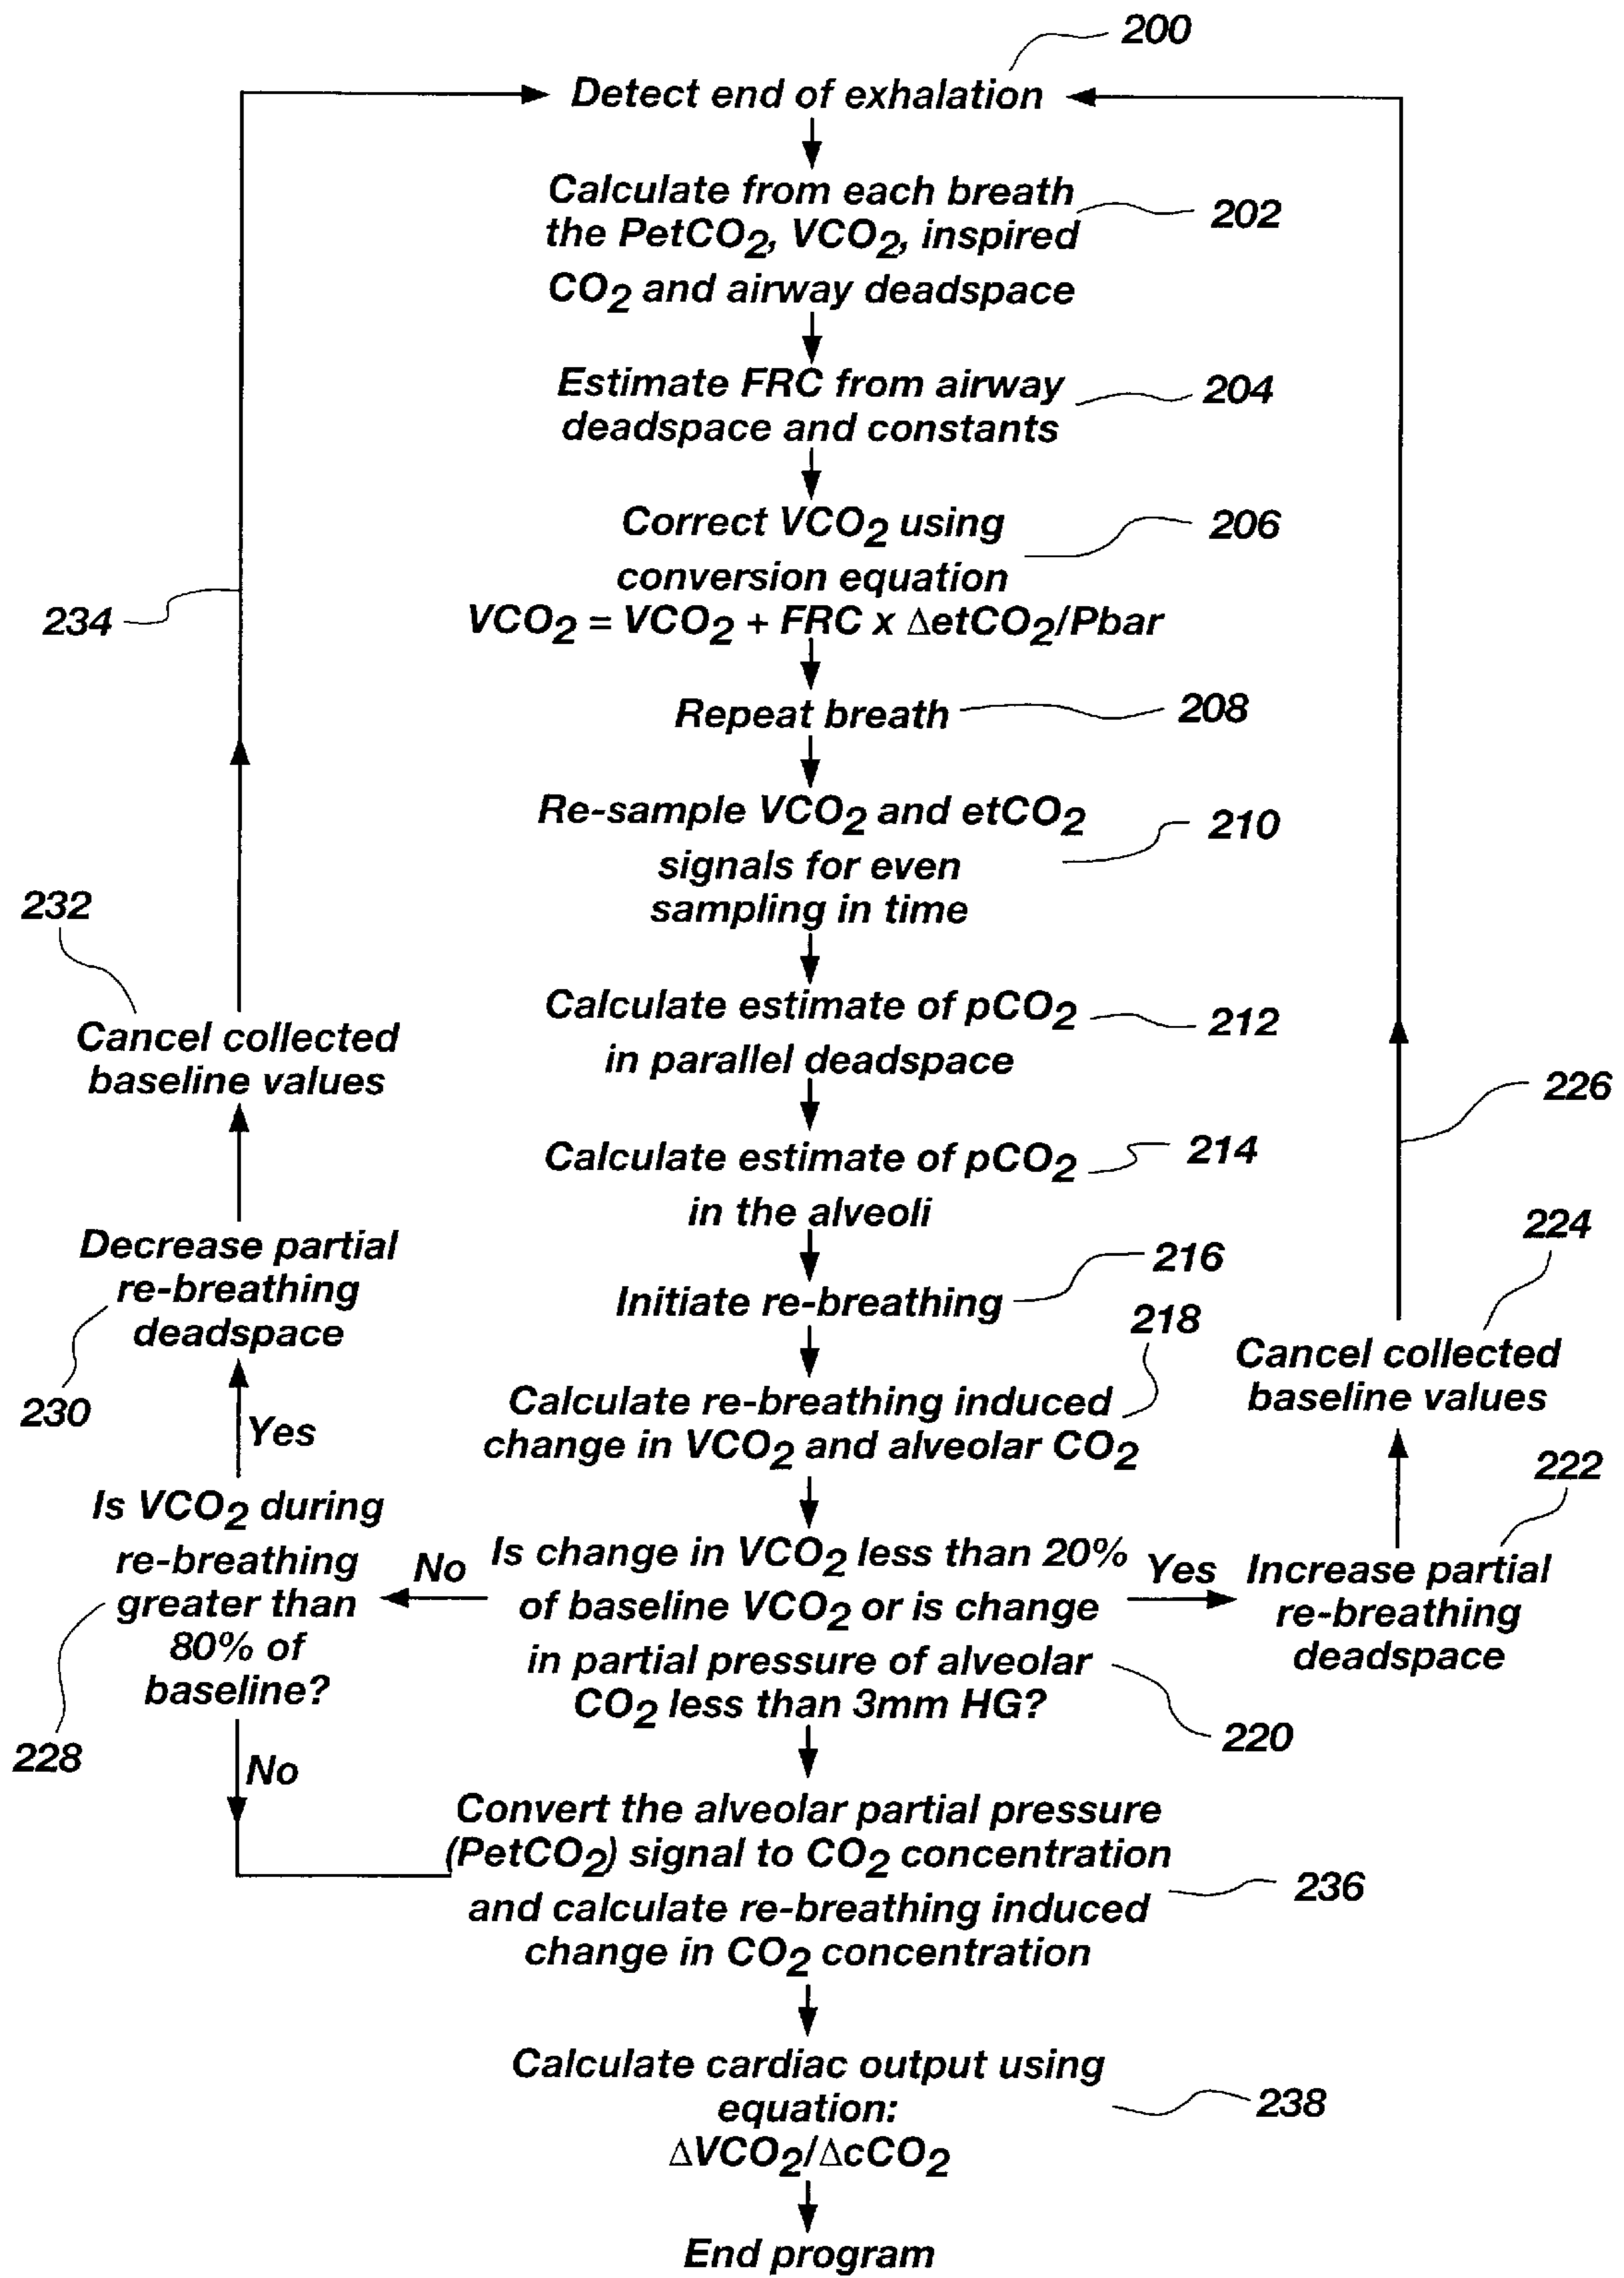 200
Detect end of exhalation
Calculate from each breath
the PetCO2, VCO2, inspired
CO2 and airway deadspace
202
Estimate FRC from airway
deadspace and constants
204
Correct VCO2 using
conversion equation
VCO2 = VCO2 + FRC x ΔetCO2/Pbar
206
234
Repeat breath
208
Re-sample VCO2 and etCO2
signals for even
sampling in time
210
232
Cancel collected
baseline values
Calculate estimate of pCO2
in parallel deadspace
212
226
Calculate estimate of pCO2
in the alveoli
214
Decrease partial
re-breathing
deadspace
230
Initiate re-breathing
216
218
224
Cancel collected
baseline values
Calculate re-breathing induced
change in VCO2 and alveolar CO2
Yes
222
Is VCO2 during
re-breathing
greater than
80% of
baseline?
228
No
Is change in VCO2 less than 20%
of baseline VCO2 or is change
in partial pressure of alveolar
CO2 less than 3mm HG?
220
Yes
Increase partial
re-breathing
deadspace
No
Convert the alveolar partial pressure
(PetCO2) signal to CO2 concentration
and calculate re-breathing induced
change in CO2 concentration
236
Calculate cardiac output using
equation:
ΔVCO2/ΔcCO2
238
End program